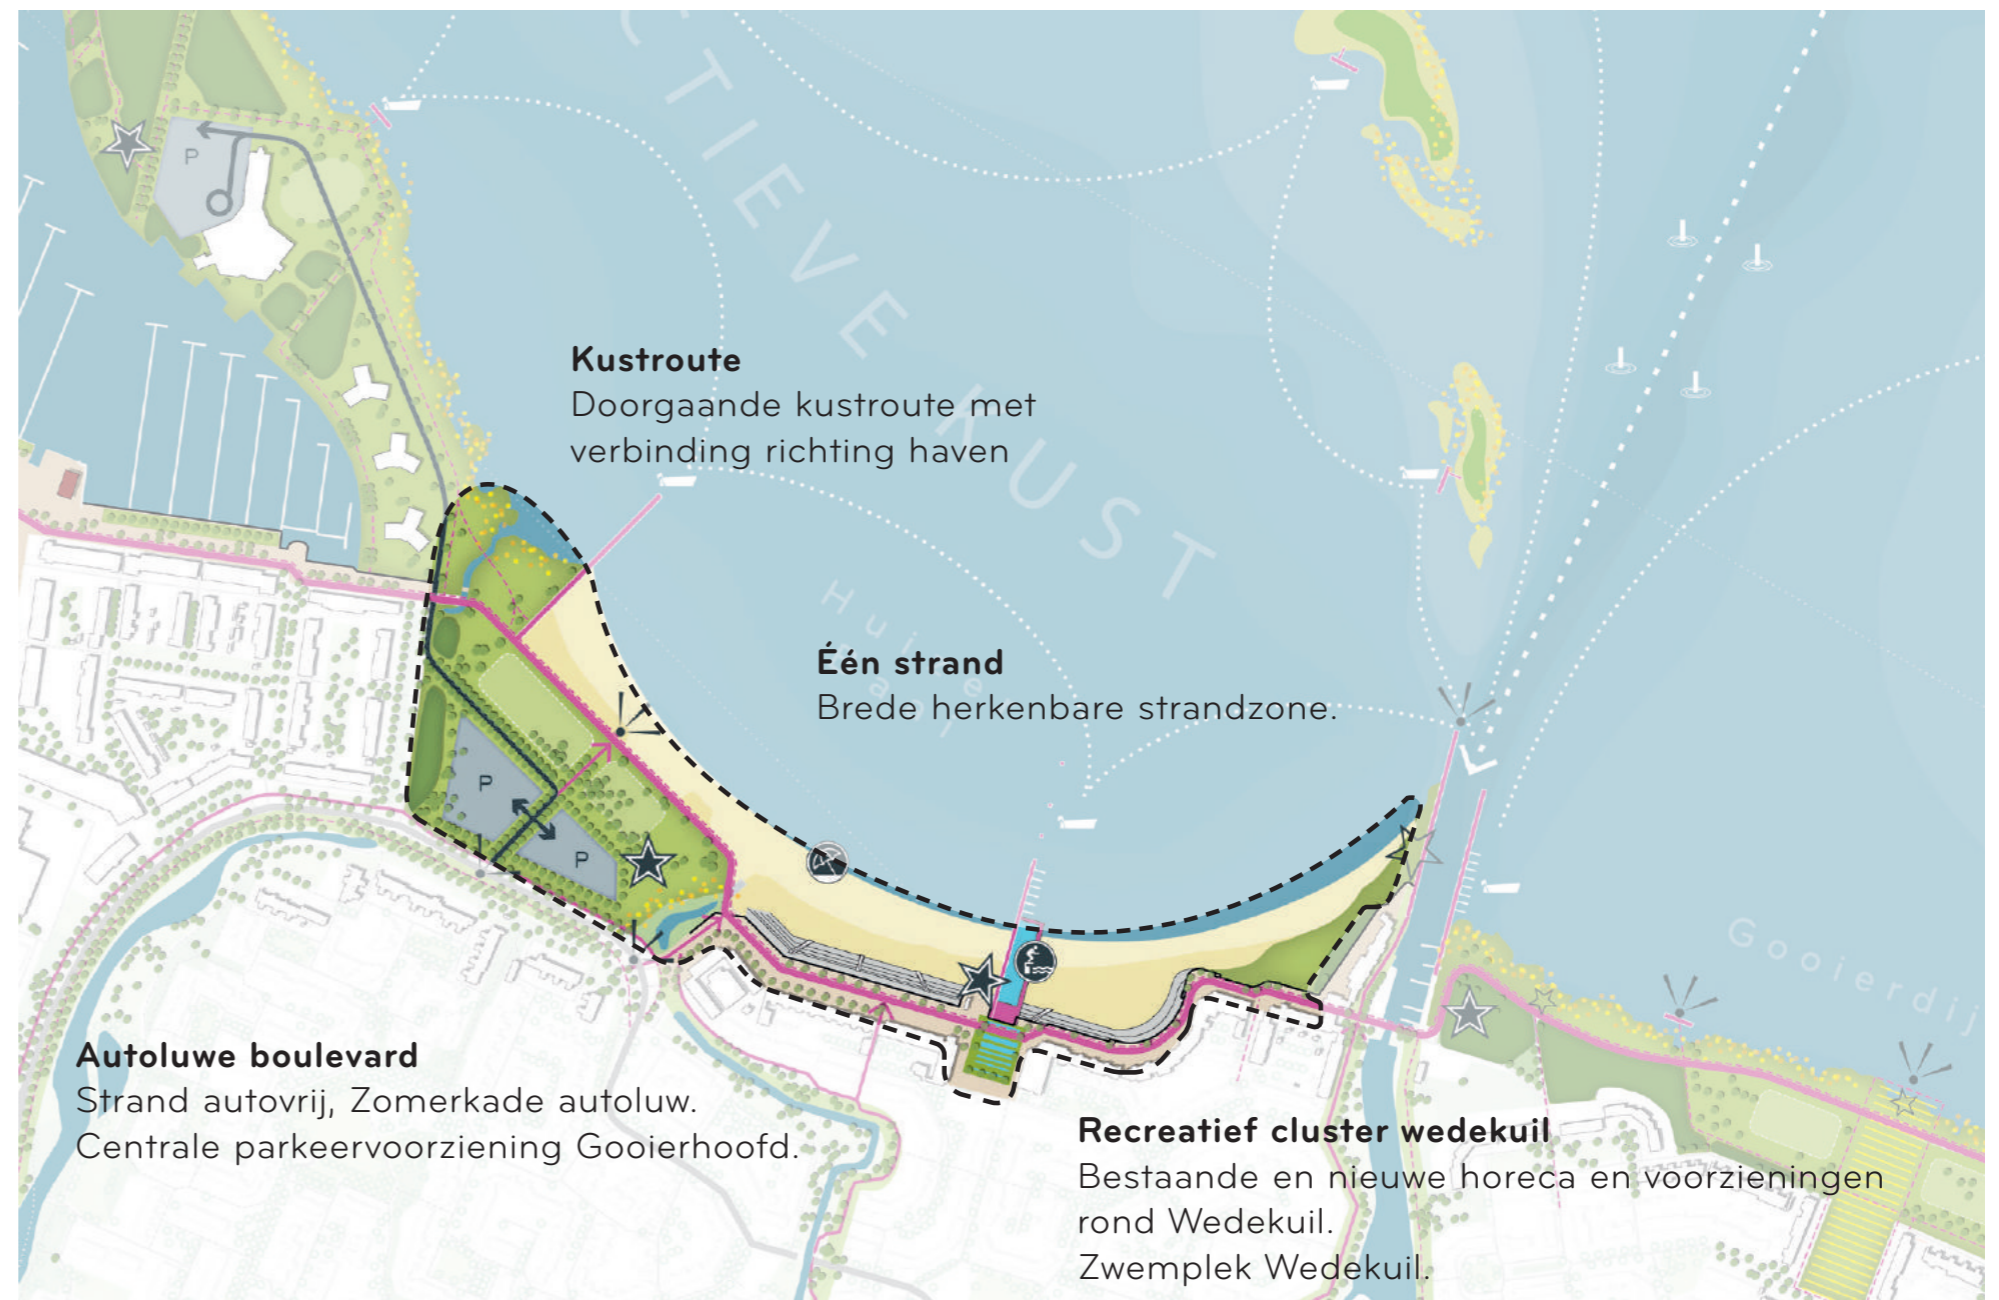 P
CTIEVE KUST
Kustroute
Doorgaande kustroute met
verbinding richting haven
Één strand
Brede herkenbare strandzone.
P
P
Gooierdij
Autoluwe boulevard
Strand autovrij, Zomerkade autoluw.
Centrale parkeervoorziening Gooierhoofd.
Recreatief cluster wedekuil
Bestaande en nieuwe horeca en voorzieningen
rond Wedekuil.
Zwemplek Wedekuil.